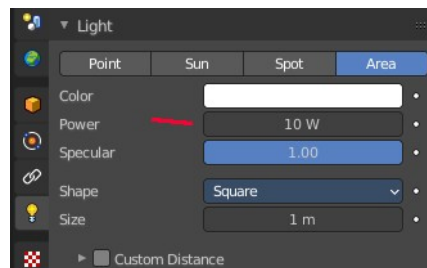 Light
Point Sun Spot Area
Color
Power 10 W
Specular 1.00
Shape Square
Size 1 m
Custom Distance